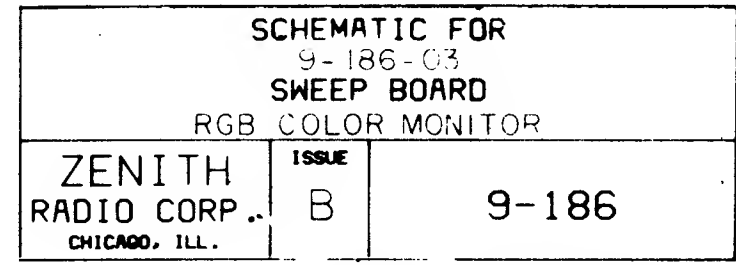 SCHEMATIC FOR
9-186-03
SWEEP BOARD
RGB COLOR MONITOR
ZENITH
RADIO CORP.
CHICAGO, ILL.
ISSUE
B
9-186